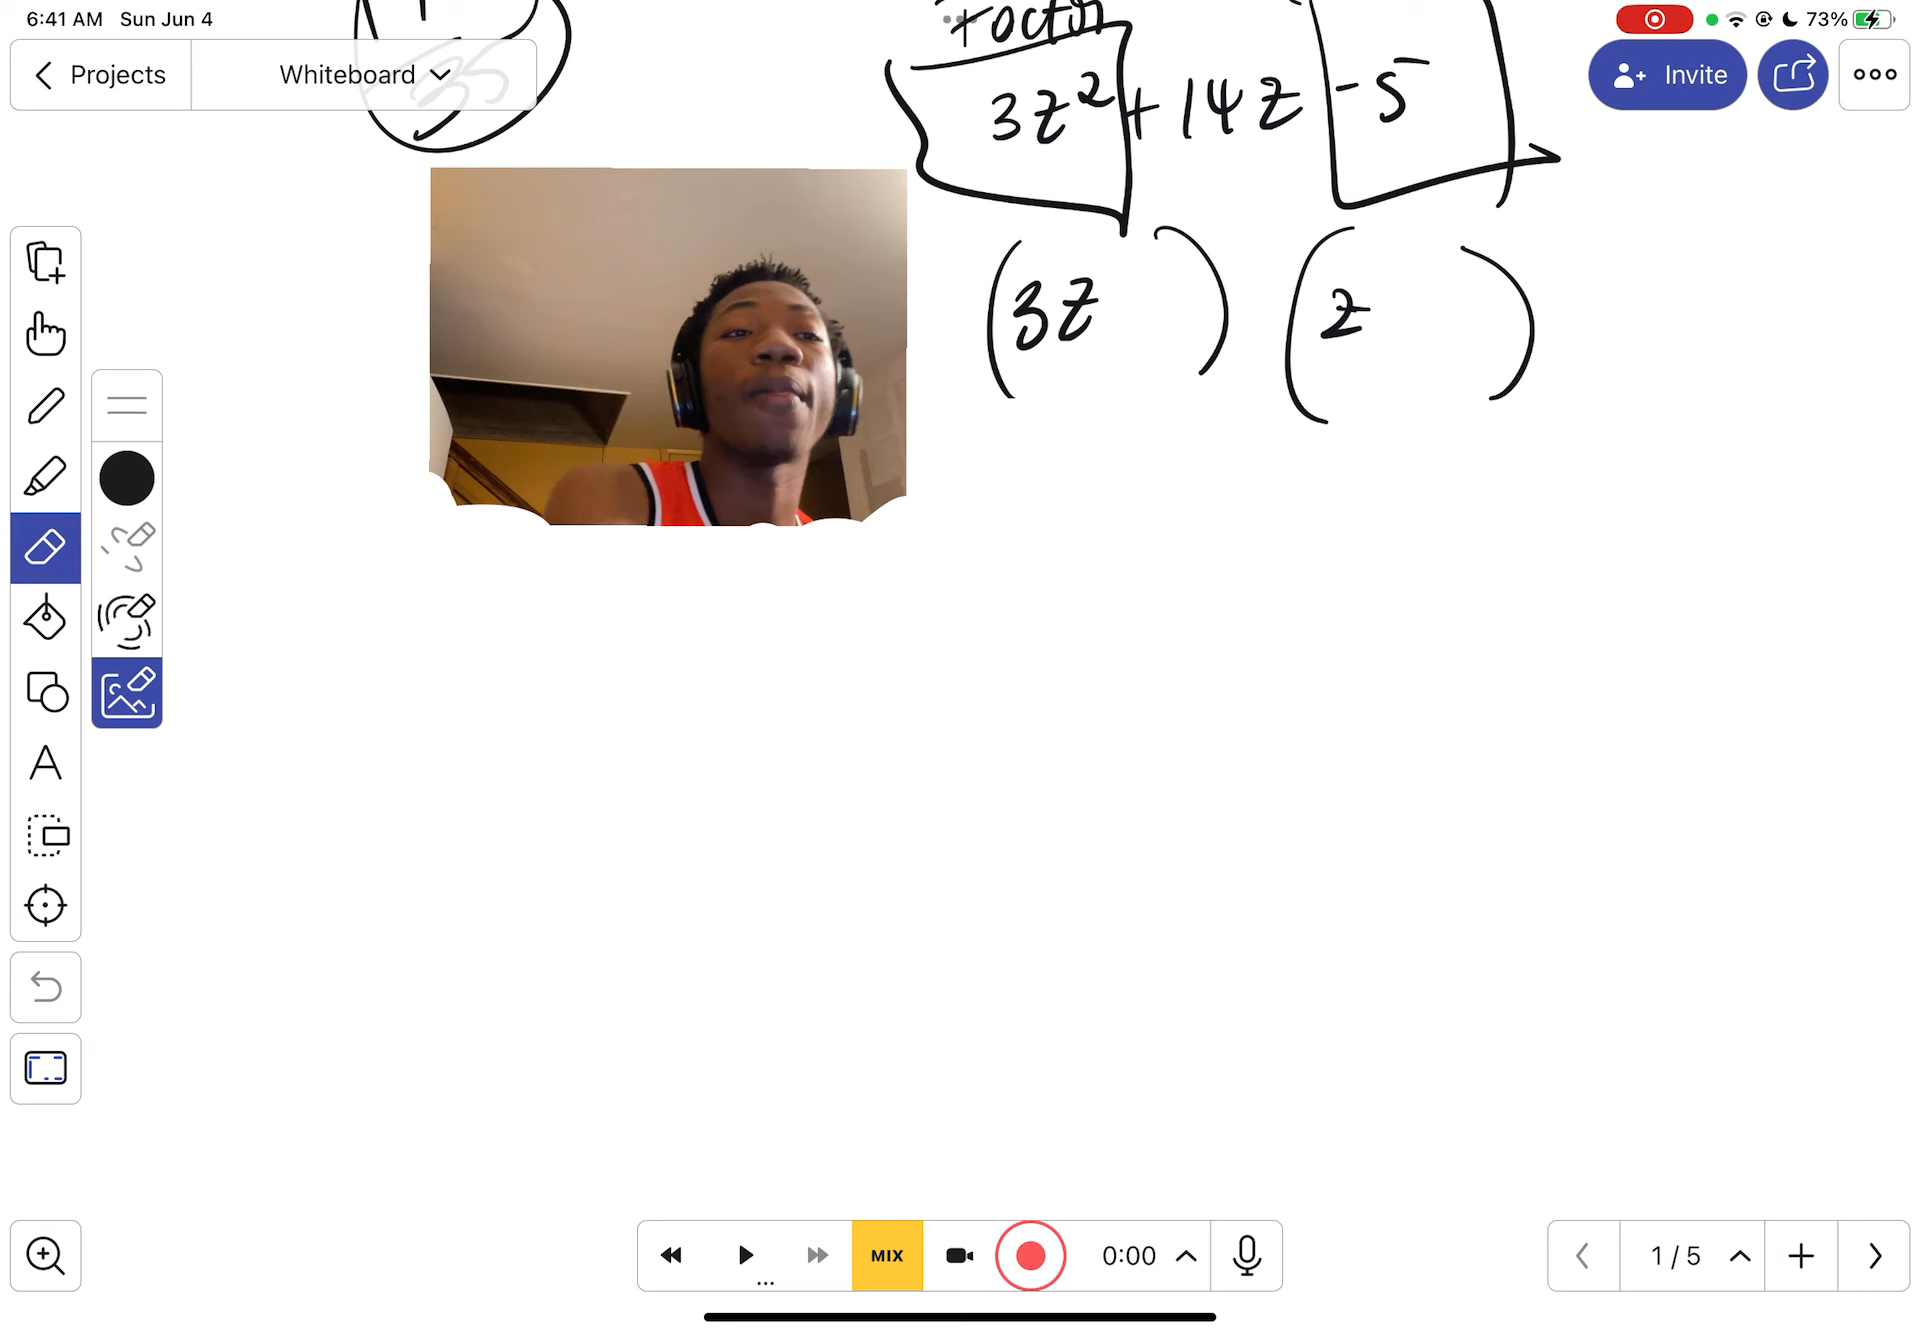 6:41 AM Sun Jun 4
73%
Projects
Whiteboard
Invite
Factor
3z² + 14z - 5
35
(3z ) (z )
A
MIX
0:00
1 / 5